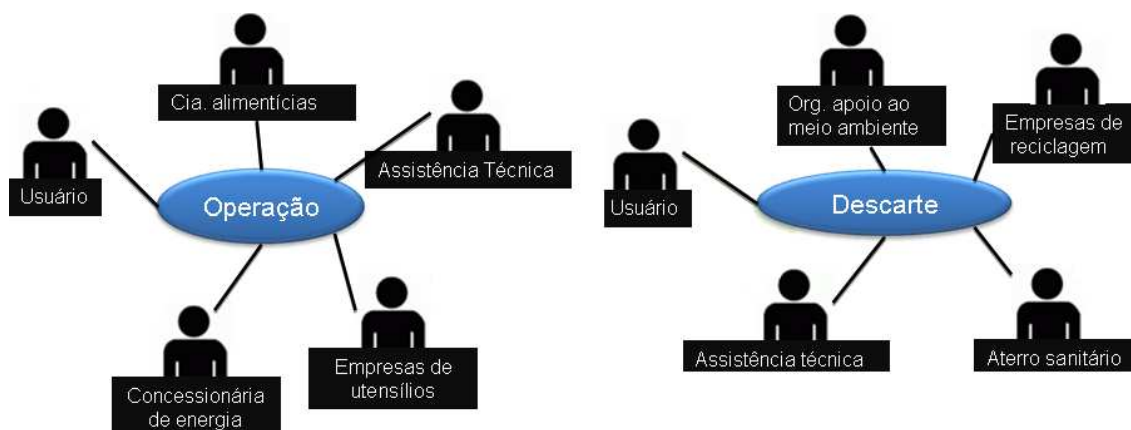 Cia. alimentícias
Assistência Técnica
Usuário
Operação
Empresas de
utensílios
Concessionária
de energia
Org. apoio ao
meio ambiente
Empresas de
reciclagem
Usuário
Descarte
Assistência técnica
Aterro sanitário